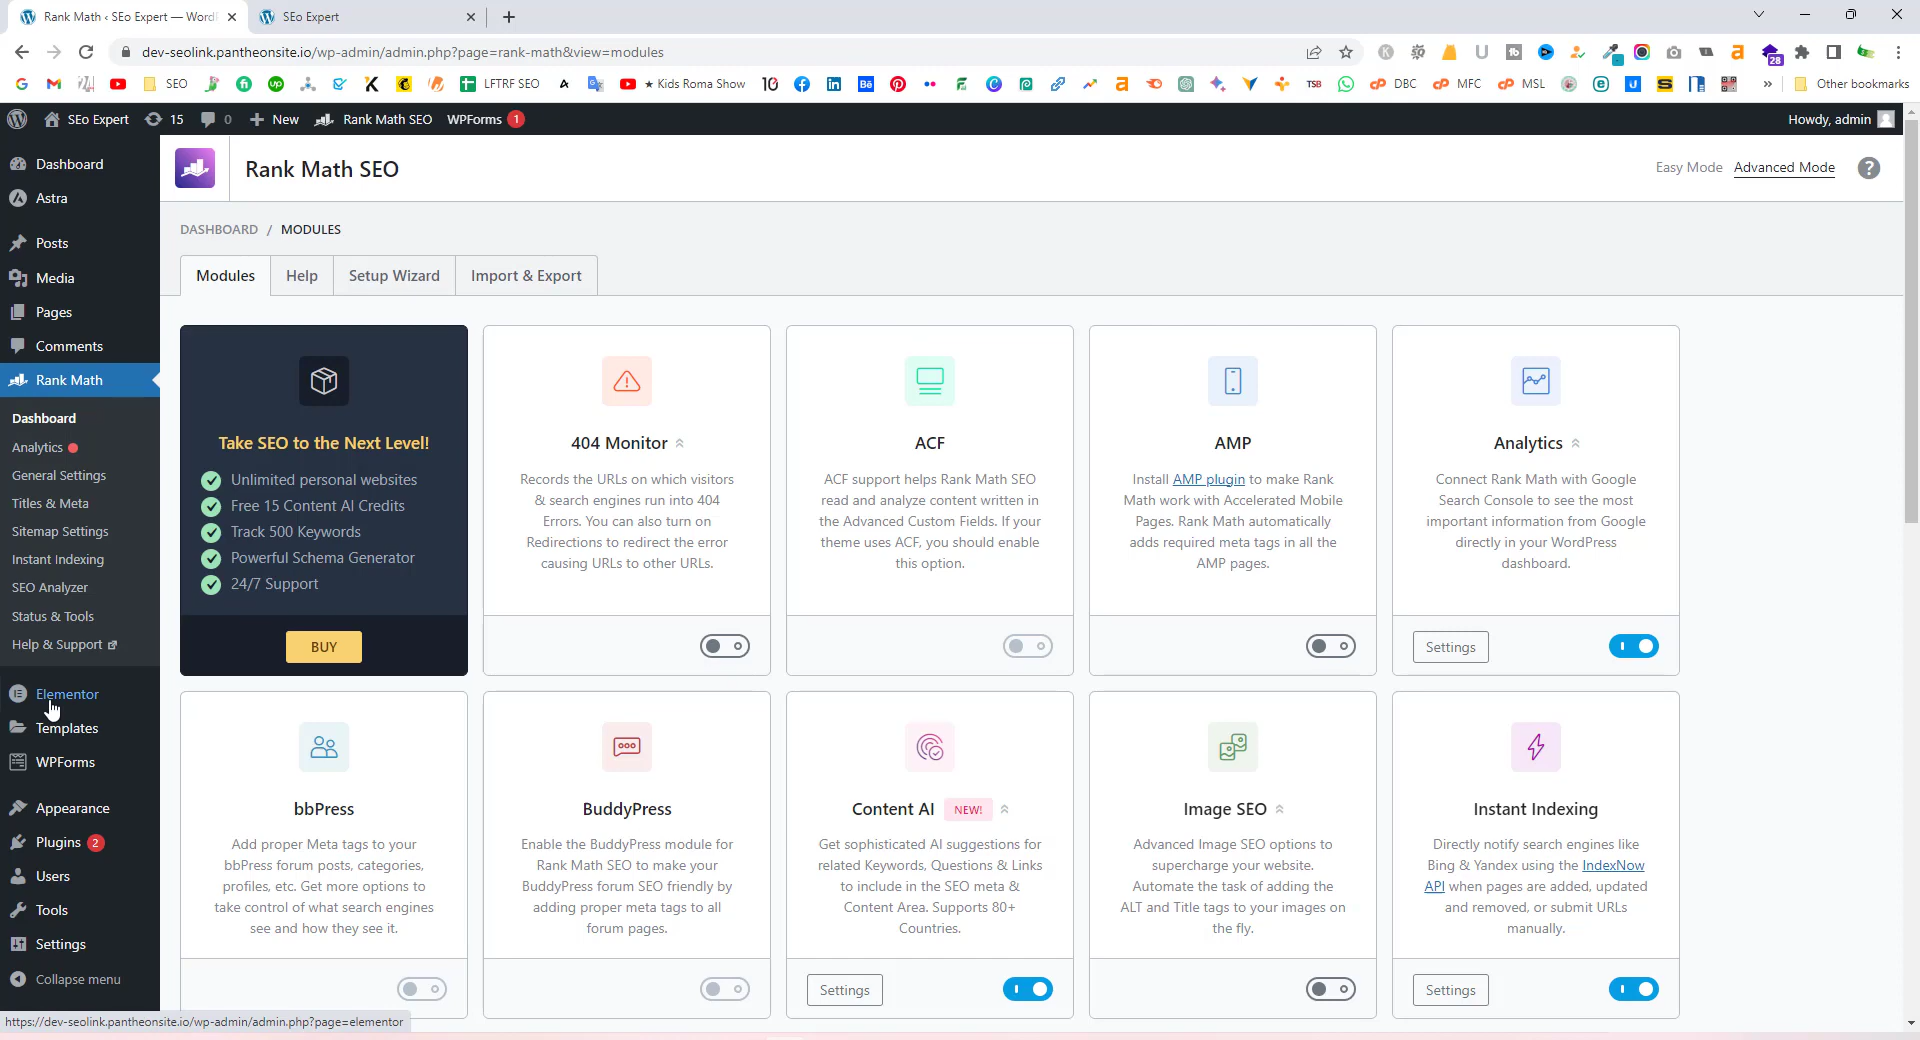 Rank Math ‹ SEo Expert — WordP
SEo Expert
dev-seolink.pantheonsite.io/wp-admin/admin.php?page=rank-math&view=modules
28
SEO
LFTRF SEO
★ Kids Roma Show
DBC
MFC
MSL
»
Other bookmarks
SEo Expert
15
0
New
Rank Math SEO
WPForms 1
Howdy, admin
Dashboard
Astra
Posts
Media
Pages
Comments
Rank Math
Dashboard
Analytics
General Settings
Titles & Meta
Sitemap Settings
Instant Indexing
SEO Analyzer
Status & Tools
Help & Support
Elementor
Templates
WPForms
Appearance
Plugins 2
Users
Tools
Settings
Collapse menu
Rank Math SEO
Easy Mode
Advanced Mode
?
DASHBOARD / MODULES
Modules
Help
Setup Wizard
Import & Export
Take SEO to the Next Level!
Unlimited personal websites
Free 15 Content AI Credits
Track 500 Keywords
Powerful Schema Generator
24/7 Support
BUY
404 Monitor
Records the URLs on which visitors
& search engines run into 404
Errors. You can also turn on
Redirections to redirect the error
causing URLs to other URLs.
ACF
ACF support helps Rank Math SEO
read and analyze content written in
the Advanced Custom Fields. If your
theme uses ACF, you should enable
this option.
AMP
Install AMP plugin to make Rank
Math work with Accelerated Mobile
Pages. Rank Math automatically
adds required meta tags in all the
AMP pages.
Analytics
Connect Rank Math with Google
Search Console to see the most
important information from Google
directly in your WordPress
dashboard.
Settings
bbPress
Add proper Meta tags to your
bbPress forum posts, categories,
profiles, etc. Get more options to
take control of what search engines
see and how they see it.
BuddyPress
Enable the BuddyPress module for
Rank Math SEO to make your
BuddyPress forum SEO friendly by
adding proper meta tags to all
forum pages.
Content AI NEW!
Get sophisticated AI suggestions for
related Keywords, Questions & Links
to include in the SEO meta &
Content Area. Supports 80+
Countries.
Settings
Image SEO
Advanced Image SEO options to
supercharge your website.
Automate the task of adding the
ALT and Title tags to your images on
the fly.
Instant Indexing
Directly notify search engines like
Bing & Yandex using the IndexNow
API when pages are added, updated
and removed, or submit URLs
manually.
Settings
https://dev-seolink.pantheonsite.io/wp-admin/admin.php?page=elementor